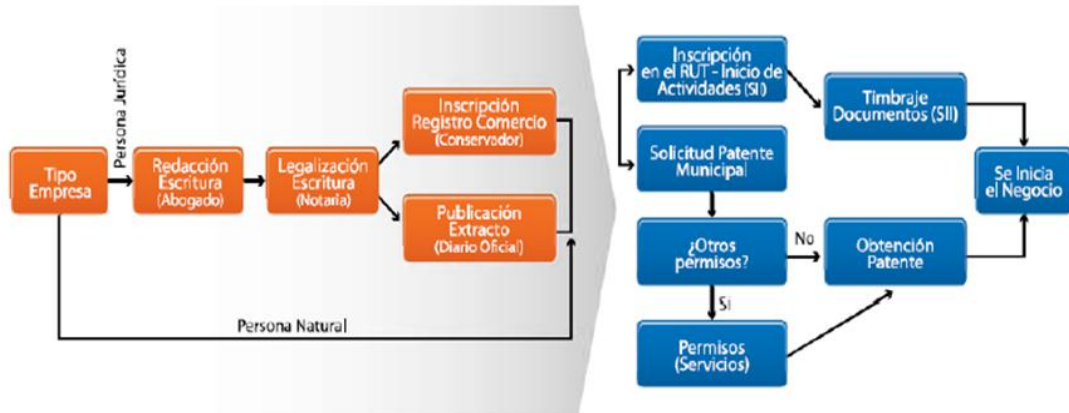 Tipo
Empresa
Persona Jurídica
Redacción
Escritura
(Abogado)
Legalización
Escritura
(Notaria)
Inscripción
Registro Comercio
(Conservador)
Publicación
Extracto
(Diario Oficial)
Persona Natural
Inscripción
en el RUT - Inicio de
Actividades (SII)
Timbraje
Documentos (SII)
Solicitud Patente
Municipal
Se Inicia
el Negocio
¿Otros
permisos?
No
Obtención
Patente
Si
Permisos
(Servicios)